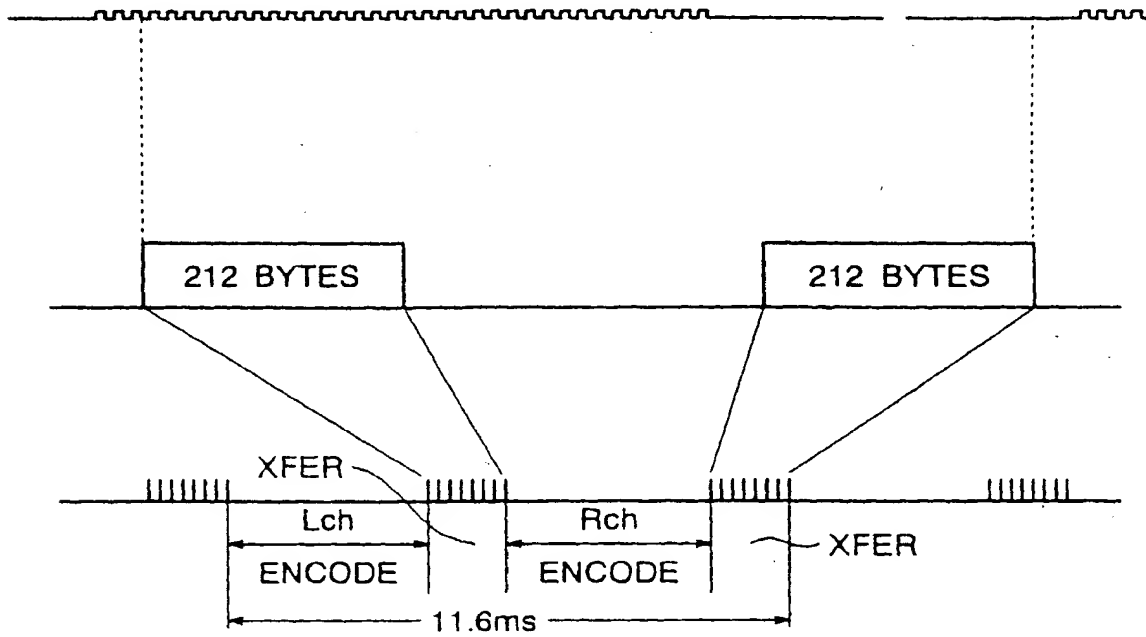 212 BYTES
212 BYTES
XFER
Lch
Rch
XFER
ENCODE
ENCODE
11.6ms